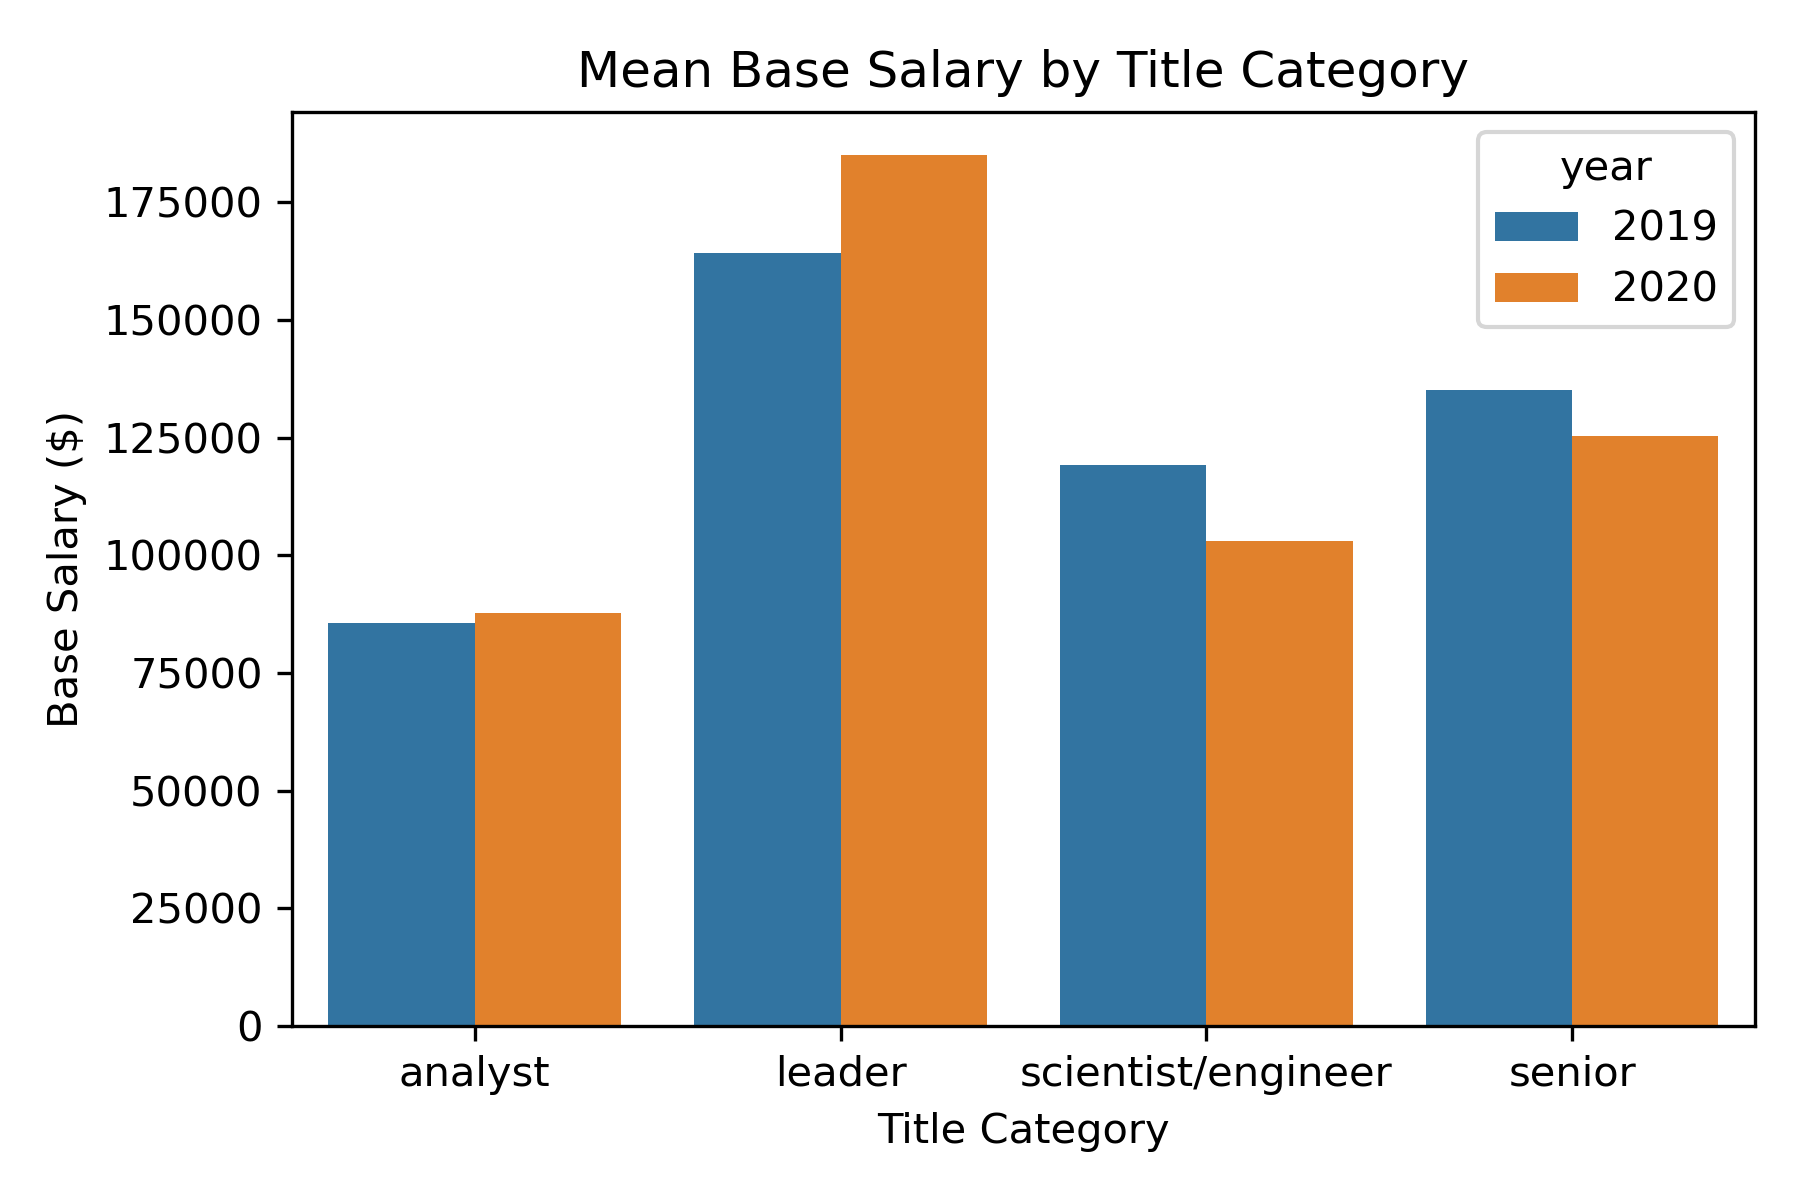 Mean Base Salary by Title Category
year
2019
2020
175000
150000
125000
100000
75000
50000
25000
0
Base Salary ($)
analyst leader scientist/engineer senior
Title Category